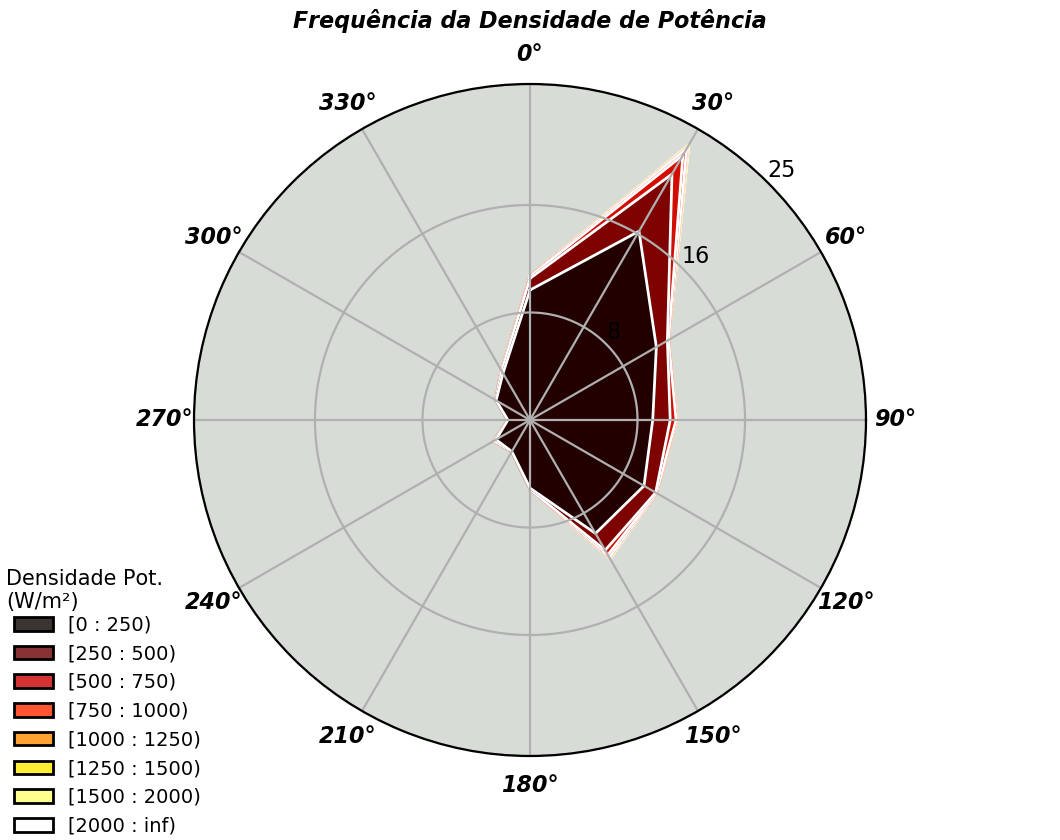 Frequência da Densidade de Potência
0°
330°
30°
25
300°
60°
16
8
270°
90°
240°
120°
210°
150°
180°
Densidade Pot.
(W/m²)
[0 : 250)
[250 : 500)
[500 : 750)
[750 : 1000)
[1000 : 1250)
[1250 : 1500)
[1500 : 2000)
[2000 : inf)